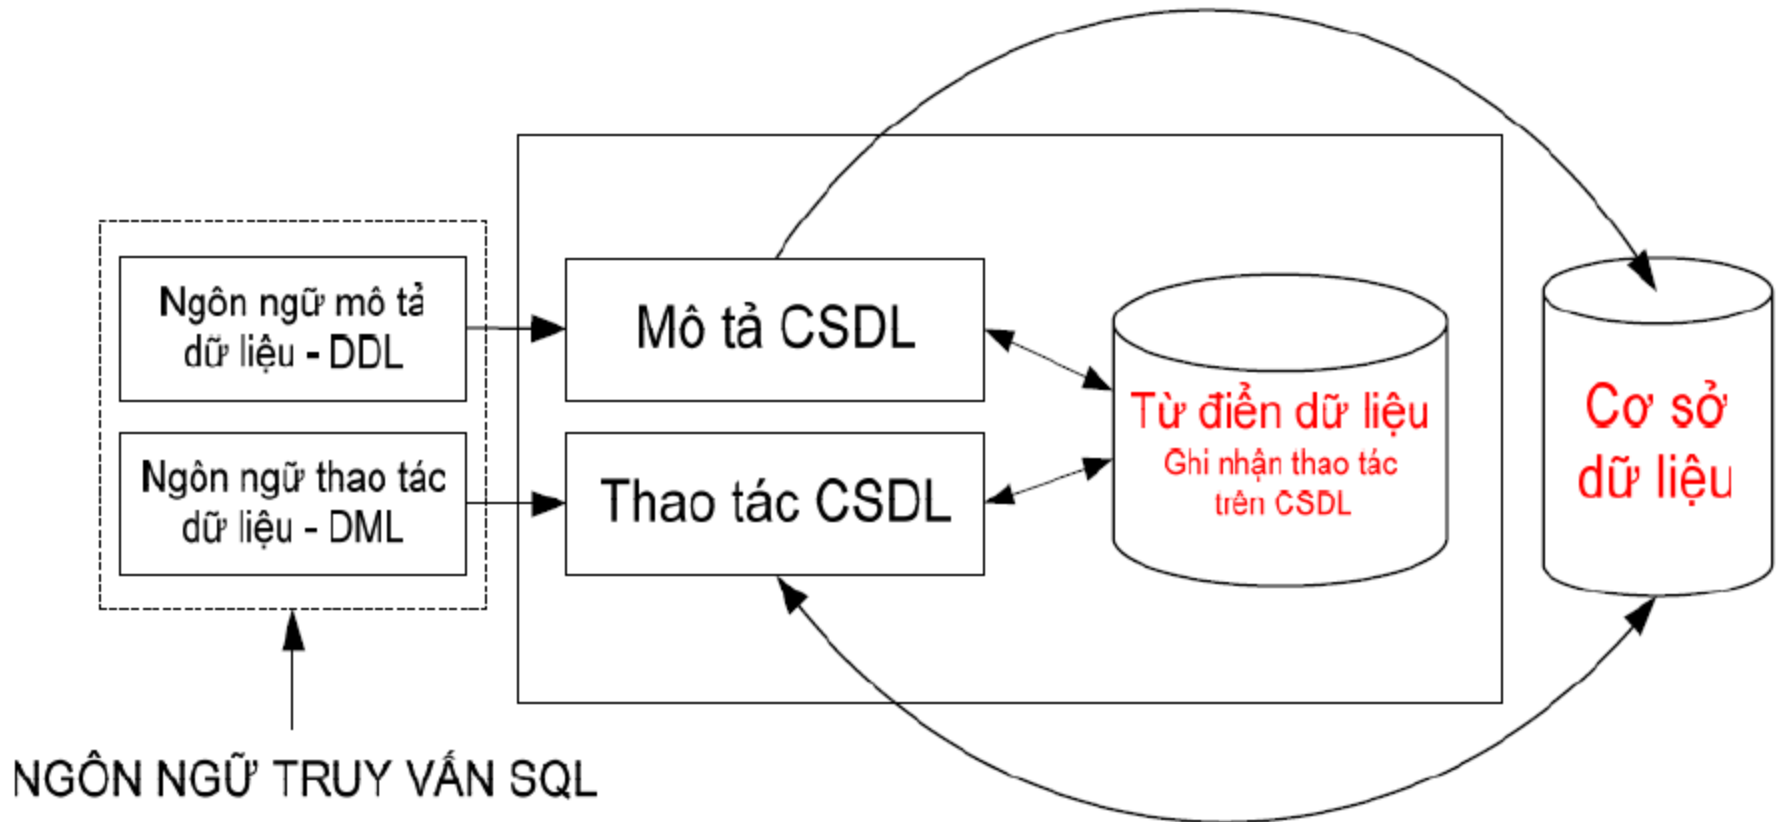 Ngôn ngữ mô tả
dữ liệu - DDL
Mô tả CSDL
Ngôn ngữ thao tác
dữ liệu - DML
Thao tác CSDL
Từ điển dữ liệu
Ghi nhận thao tác
trên CSDL
Cơ sở
dữ liệu
NGÔN NGỮ TRUY VẤN SQL